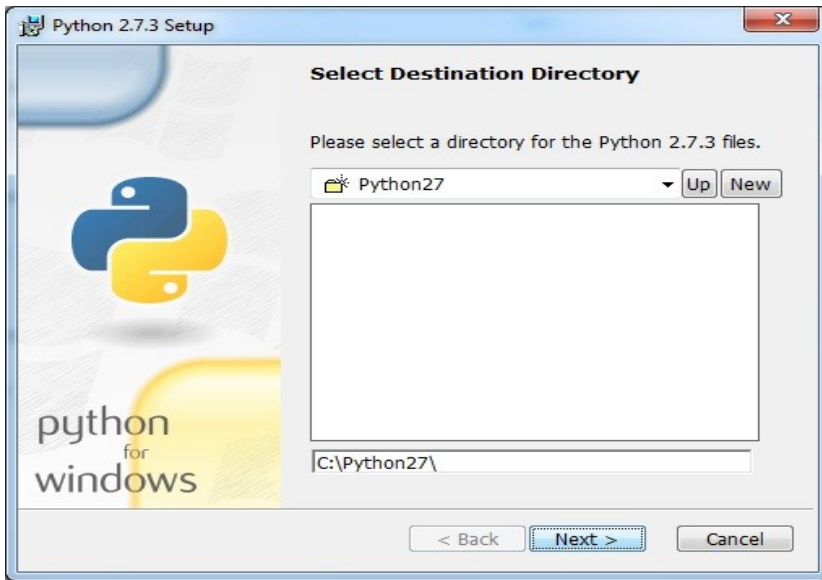 Python 2.7.3 Setup
Select Destination Directory
Please select a directory for the Python 2.7.3 files.
Python27
Up New
C:\Python27\
python
for
windows
< Back Next > Cancel